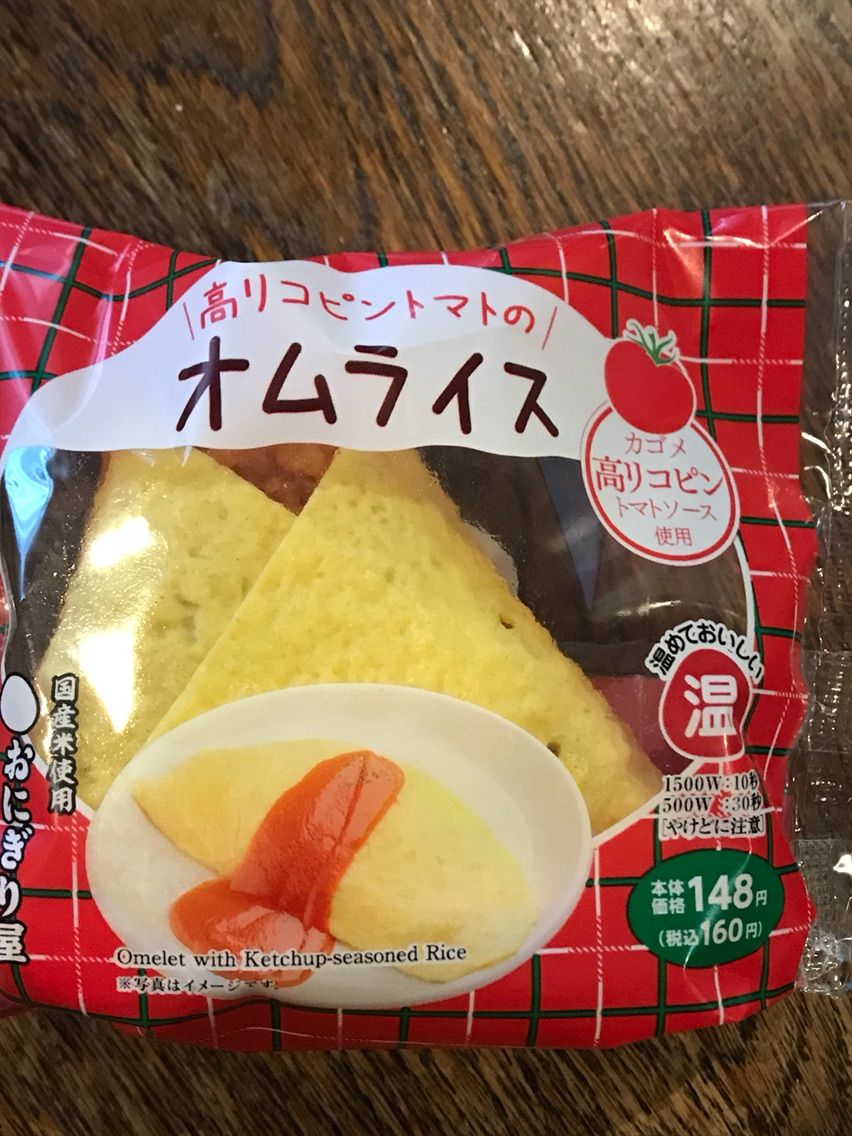 高リコピントマトの
オムライス
カゴメ
高リコピン
トマトソース
使用
温めておいしい
温
1500W:10秒
500W:30秒
[やけどに注意]
国産米使用
おにぎり屋
本体
価格148円
(税込160円)
Omelet with Ketchup-seasoned Rice
※写真はイメージです。